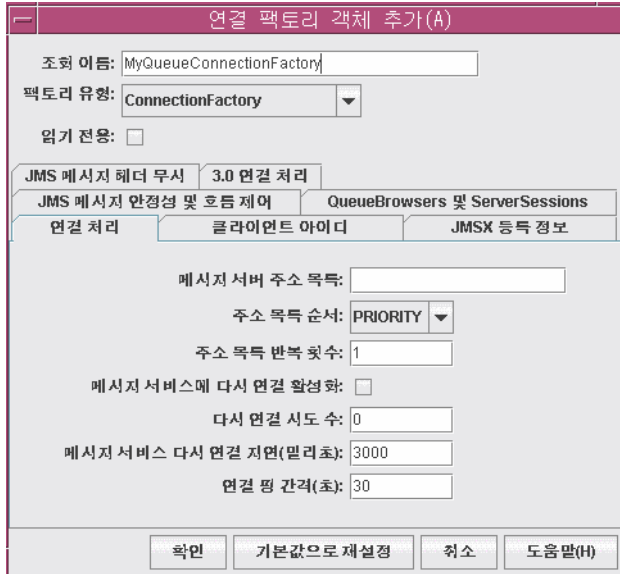 연결 팩토리 객체 추가(A)
조회 이름: MyQueueConnectionFactory
팩토리 유형: ConnectionFactory
읽기 전용:
JMS 메시지 헤더 무시 3.0 연결 처리
JMS 메시지 안정성 및 흐름 제어 QueueBrowsers 및 ServerSessions
연결 처리 클라이언트 아이디 JMSX 등록 정보
메시지 서버 주소 목록:
주소 목록 순서: PRIORITY
주소 목록 반복 횟수: 1
메시지 서비스에 다시 연결 활성화:
다시 연결 시도 수: 0
메시지 서비스 다시 연결 지연(밀리초): 3000
연결 핑 간격(초): 30
확인 기본값으로 재설정 취소 도움말(H)